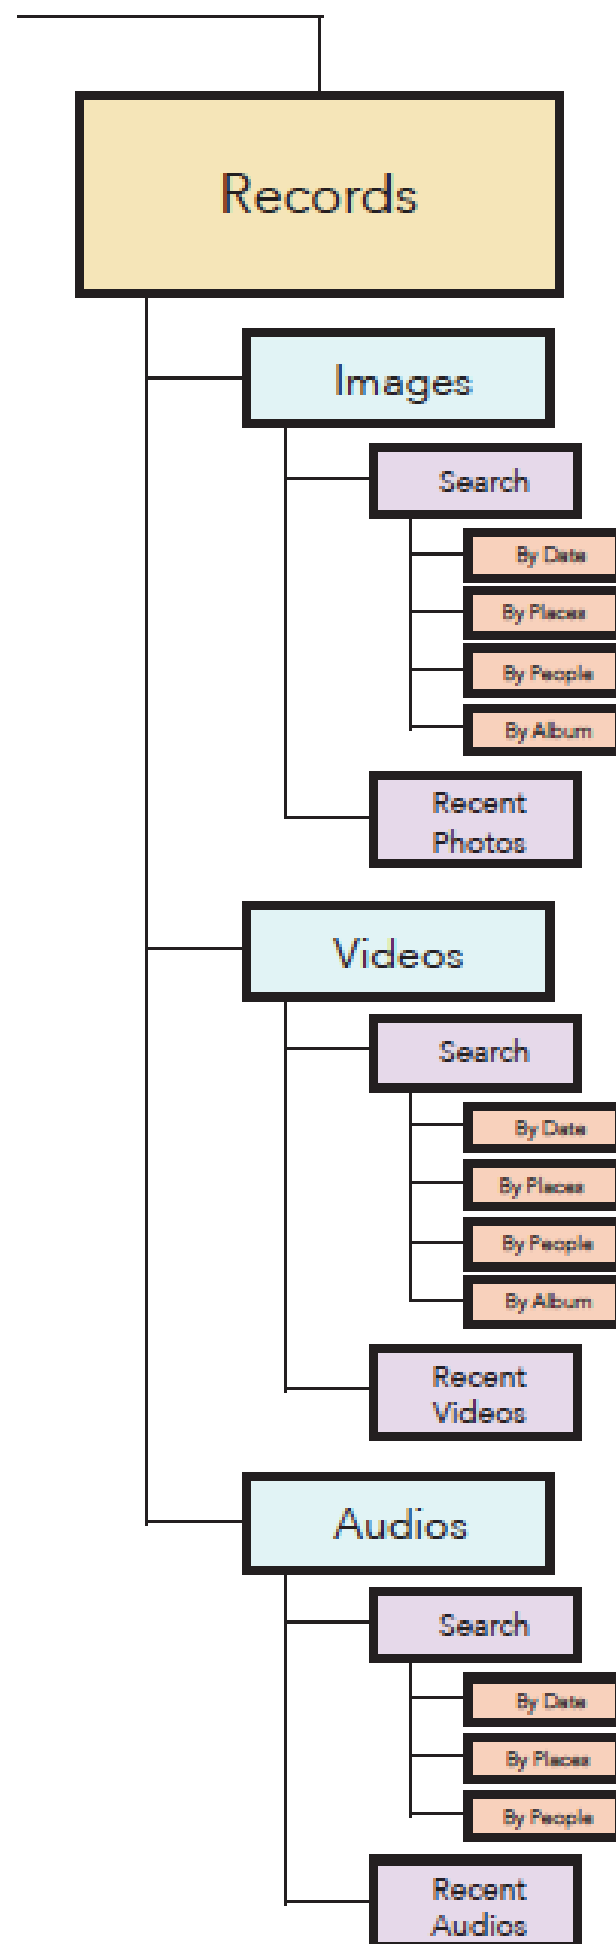 Records
Images
Search
By Date
By Places
By People
By Album
Recent
Photos
Videos
Search
By Date
By Places
By People
By Album
Recent
Videos
Audios
Search
By Date
By Places
By People
Recent
Audios